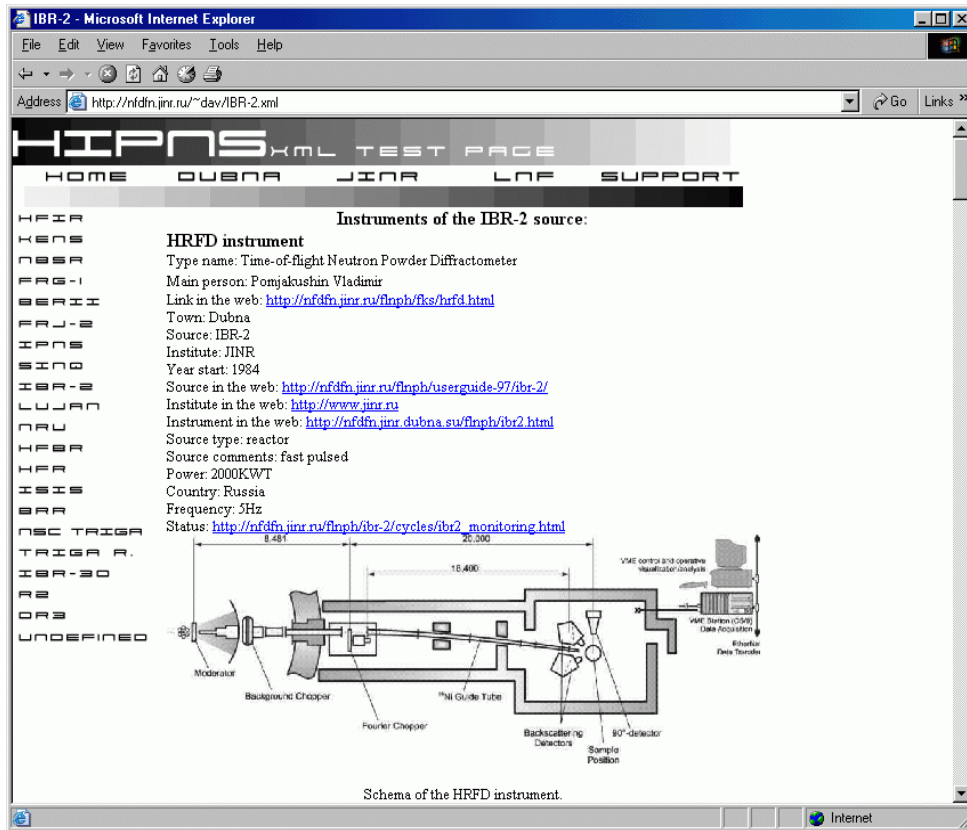 IBR-2 - Microsoft Internet Explorer
File Edit View Favorites Tools Help
Address http://nfdfn.jinr.ru/~dav/IBR-2.xml Go Links »
HIPNS XML TEST PAGE
HOME DUBNA JINR LNF SUPPORT
HFIR
KENS
NBSR
FRG-1
BERII
FRJ-2
IPNS
SINQ
IBR-2
LUJAN
NRU
HFBR
HFR
ISIS
BRR
NSC TRIGA
TRIGA R.
IBR-30
R2
DR3
UNDEFINED
Instruments of the IBR-2 source:
HRFD instrument
Type name: Time-of-flight Neutron Powder Diffractometer
Main person: Pomjakushin Vladimir
Link in the web: http://nfdfn.jinr.ru/flnph/fks/hrfd.html
Town: Dubna
Source: IBR-2
Institute: JINR
Year start: 1984
Source in the web: http://nfdfn.jinr.ru/flnph/userguide-97/ibr-2/
Institute in the web: http://www.jinr.ru
Instrument in the web: http://nfdfn.jinr.dubna.su/flnph/ibr2.html
Source type: reactor
Source comments: fast pulsed
Power: 2000KWT
Country: Russia
Frequency: 5Hz
Status: http://nfdfn.jinr.ru/flnph/ibr-2/cycles/ibr2_monitoring.html
8,481 20,000
18,400
VME control and operative
visualization/analysis
VME Station (OS/9)
Data Acquisition
EtherNet
Data Transfer
Moderator
Background Chopper
Fourier Chopper
Ni Guide Tube
Backscattering
Detectors
90°-detector
Sample
Position
Schema of the HRFD instrument.
Internet